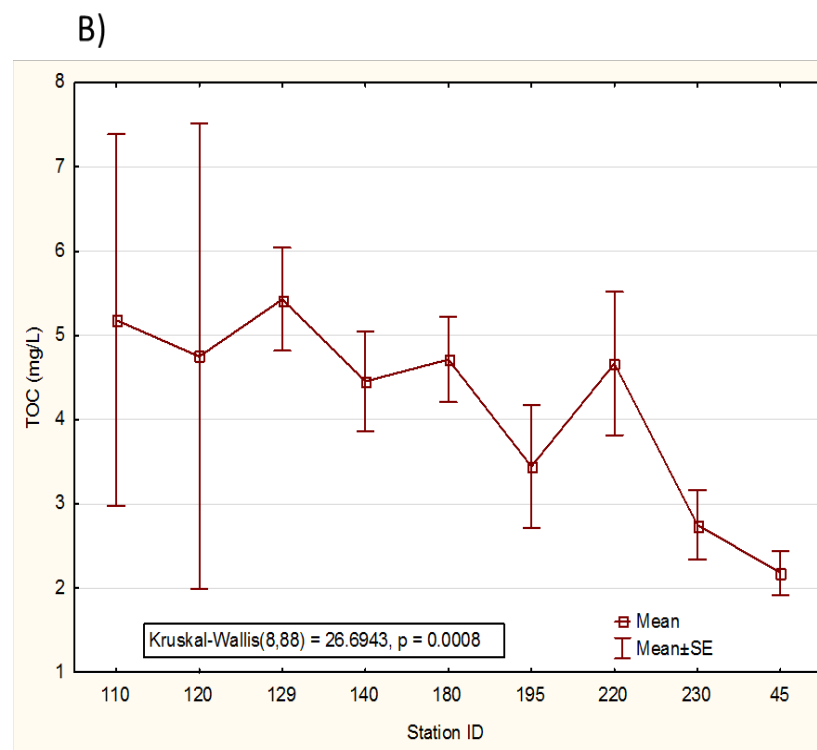 B)
8
7
6
5
4
3
2
1
TOC (mg/L)
Kruskal-Wallis(8,88) = 26.6943, p = 0.0008
Mean
Mean±SE
110 120 129 140 180 195 220 230 45
Station ID